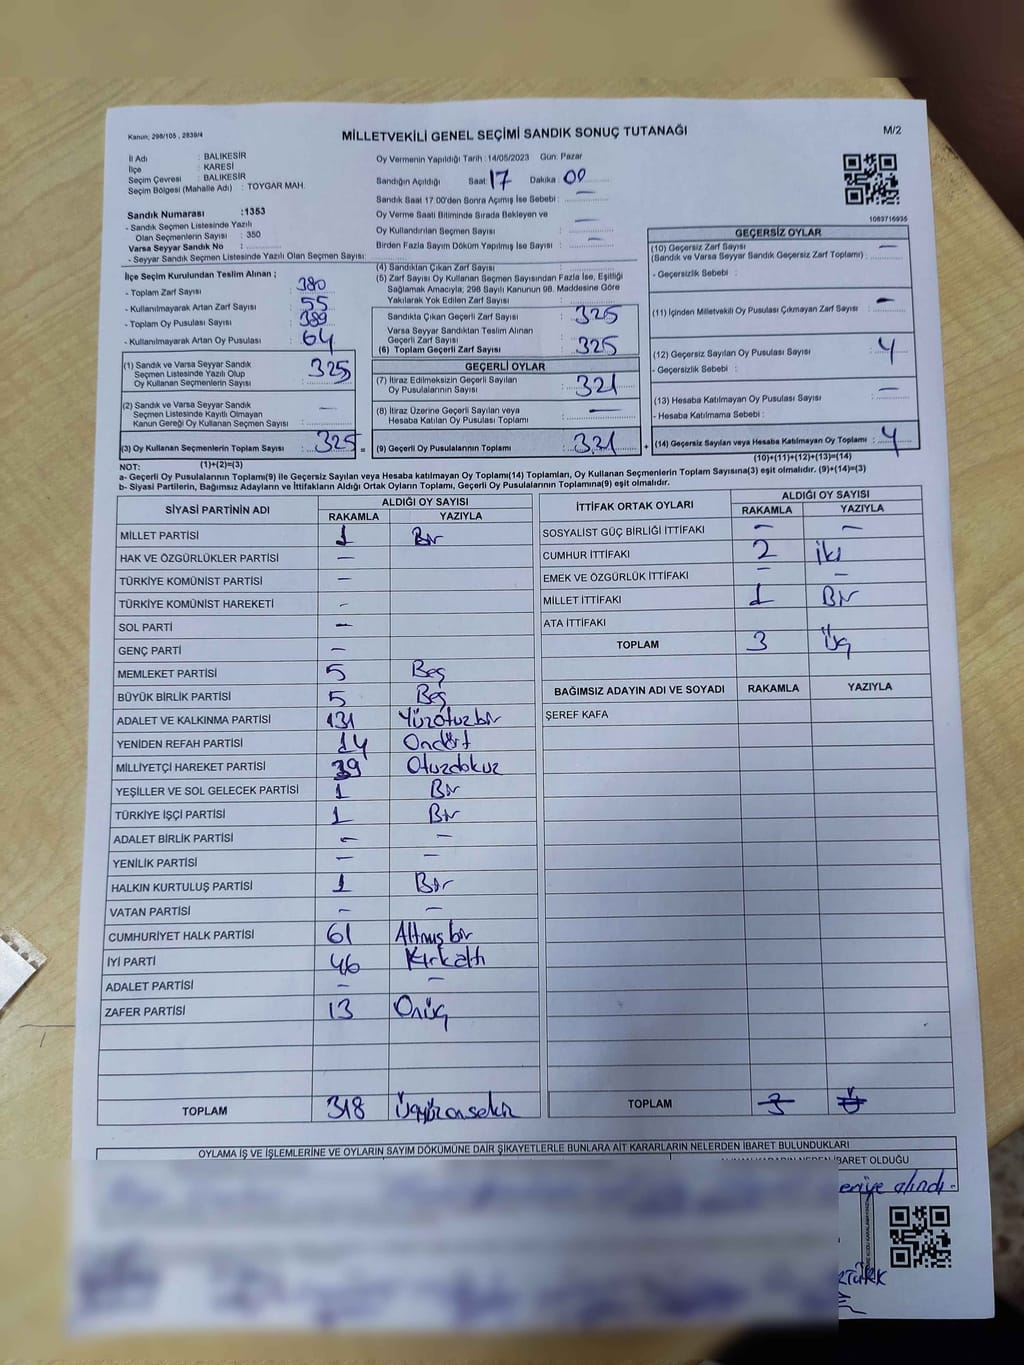 Kanun; 298/105 , 2839/4
MİLLETVEKİLİ GENEL SEÇİMİ SANDIK SONUÇ TUTANAĞI
M/2
İl Adı : BALIKESİR
İlçe : KARESİ
Seçim Çevresi : BALIKESİR
Seçim Bölgesi (Mahalle Adı) : TOYGAR MAH.
Sandık Numarası :1353
- Sandık Seçmen Listesinde Yazılı
Olan Seçmenlerin Sayısı : 350
Varsa Seyyar Sandık No :
- Seyyar Sandık Seçmen Listesinde Yazılı Olan Seçmen Sayısı:
Oy Vermenin Yapıldığı Tarih : 14/05/2023 Gün: Pazar
Sandığın Açıldığı Saat: 17 Dakika: 00
Sandık Saat 17.00'den Sonra Açımış İse Sebebi : —
Oy Verme Saati Bitiminde Sırada Bekleyen ve
Oy Kullandırılan Seçmen Sayısı : —
Birden Fazla Sayım Döküm Yapılmış İse Sayısı : —
1083716935
İlçe Seçim Kurulundan Teslim Alınan ;
- Toplam Zarf Sayısı : 380
- Kullanılmayarak Artan Zarf Sayısı : 55
- Toplam Oy Pusulası Sayısı : 389
- Kullanılmayarak Artan Oy Pusulası : 64
(1) Sandık ve Varsa Seyyar Sandık
Seçmen Listesinde Yazılı Olup
Oy Kullanan Seçmenlerin Sayısı : 325
(2) Sandık ve Varsa Seyyar Sandık
Seçmen Listesinde Kayıtlı Olmayan
Kanun Gereği Oy Kullanan Seçmen Sayısı : —
(3) Oy Kullanan Seçmenlerin Toplam Sayısı : 325
(1)+(2)=(3)
(4) Sandıktan Çıkan Zarf Sayısı :
(5) Zarf Sayısı Oy Kullanan Seçmen Sayısından Fazla İse, Eşitliği
Sağlamak Amacıyla; 298 Sayılı Kanunun 98. Maddesine Göre
Yakılarak Yok Edilen Zarf Sayısı :
Sandıkta Çıkan Geçerli Zarf Sayısı : 325
Varsa Seyyar Sandıktan Teslim Alınan
Geçerli Zarf Sayısı :
(6) Toplam Geçerli Zarf Sayısı : 325
GEÇERLİ OYLAR
(7) İtiraz Edilmeksizin Geçerli Sayılan
Oy Pusulalarının Sayısı : 321
(8) İtiraz Üzerine Geçerli Sayılan veya
Hesaba Katılan Oy Pusulası Toplamı : —
(9) Geçerli Oy Pusulalarının Toplamı : 321
GEÇERSİZ OYLAR
(10) Geçersiz Zarf Sayısı —
(Sandık ve Varsa Seyyar Sandık Geçersiz Zarf Toplamı) :
- Geçersizlik Sebebi :
(11) İçinden Milletvekili Oy Pusulası Çıkmayan Zarf Sayısı : —
(12) Geçersiz Sayılan Oy Pusulası Sayısı : 4
- Geçersizlik Sebebi :
(13) Hesaba Katılmayan Oy Pusulası Sayısı : —
- Hesaba Katılmama Sebebi :
(14) Geçersiz Sayılan veya Hesaba Katılmayan Oy Toplamı : 4
(10)+(11)+(12)+(13)=(14)
NOT:
a- Geçerli Oy Pusulalarının Toplamı(9) ile Geçersiz Sayılan veya Hesaba katılmayan Oy Toplamı(14) Toplamları, Oy Kullanan Seçmenlerin Toplam Sayısına(3) eşit olmalıdır. (9)+(14)=(3)
b- Siyasi Partilerin, Bağımsız Adayların ve İttifakların Aldığı Ortak Oyların Toplamı, Geçerli Oy Pusulalarının Toplamına(9) eşit olmalıdır.
SİYASİ PARTİNİN ADI ALDIĞI OY SAYISI
RAKAMLA YAZIYLA
MİLLET PARTİSİ 1 Bir
HAK VE ÖZGÜRLÜKLER PARTİSİ —
TÜRKİYE KOMÜNİST PARTİSİ —
TÜRKİYE KOMÜNİST HAREKETİ —
SOL PARTİ —
GENÇ PARTİ —
MEMLEKET PARTİSİ 5 Beş
BÜYÜK BİRLİK PARTİSİ 5 Beş
ADALET VE KALKINMA PARTİSİ 131 Yüzotuzbir
YENİDEN REFAH PARTİSİ 14 Ondört
MİLLİYETÇİ HAREKET PARTİSİ 39 Otuzdokuz
YEŞİLLER VE SOL GELECEK PARTİSİ 1 Bir
TÜRKİYE İŞÇİ PARTİSİ 1 Bir
ADALET BİRLİK PARTİSİ — —
YENİLİK PARTİSİ — —
HALKIN KURTULUŞ PARTİSİ 1 Bir
VATAN PARTİSİ — —
CUMHURİYET HALK PARTİSİ 61 Altmışbir
İYİ PARTİ 46 Kırkaltı
ADALET PARTİSİ — —
ZAFER PARTİSİ 13 Onüç
TOPLAM 318 Üçyüzonsekiz
İTTİFAK ORTAK OYLARI ALDIĞI OY SAYISI
RAKAMLA YAZIYLA
SOSYALİST GÜÇ BİRLİĞİ İTTİFAKI — —
CUMHUR İTTİFAKI 2 iki
EMEK VE ÖZGÜRLÜK İTTİFAKI — —
MİLLET İTTİFAKI 1 Bir
ATA İTTİFAKI
TOPLAM 3 Üç
BAĞIMSIZ ADAYIN ADI VE SOYADI RAKAMLA YAZIYLA
ŞEREF KAFA
TOPLAM 3
OYLAMA İŞ VE İŞLEMLERİNE VE OYLARIN SAYIM DÖKÜMÜNE DAİR ŞİKAYETLERLE BUNLARA AİT KARARLARIN NELERDEN İBARET BULUNDUKLARI
İBARET OLDUĞU
alındı.